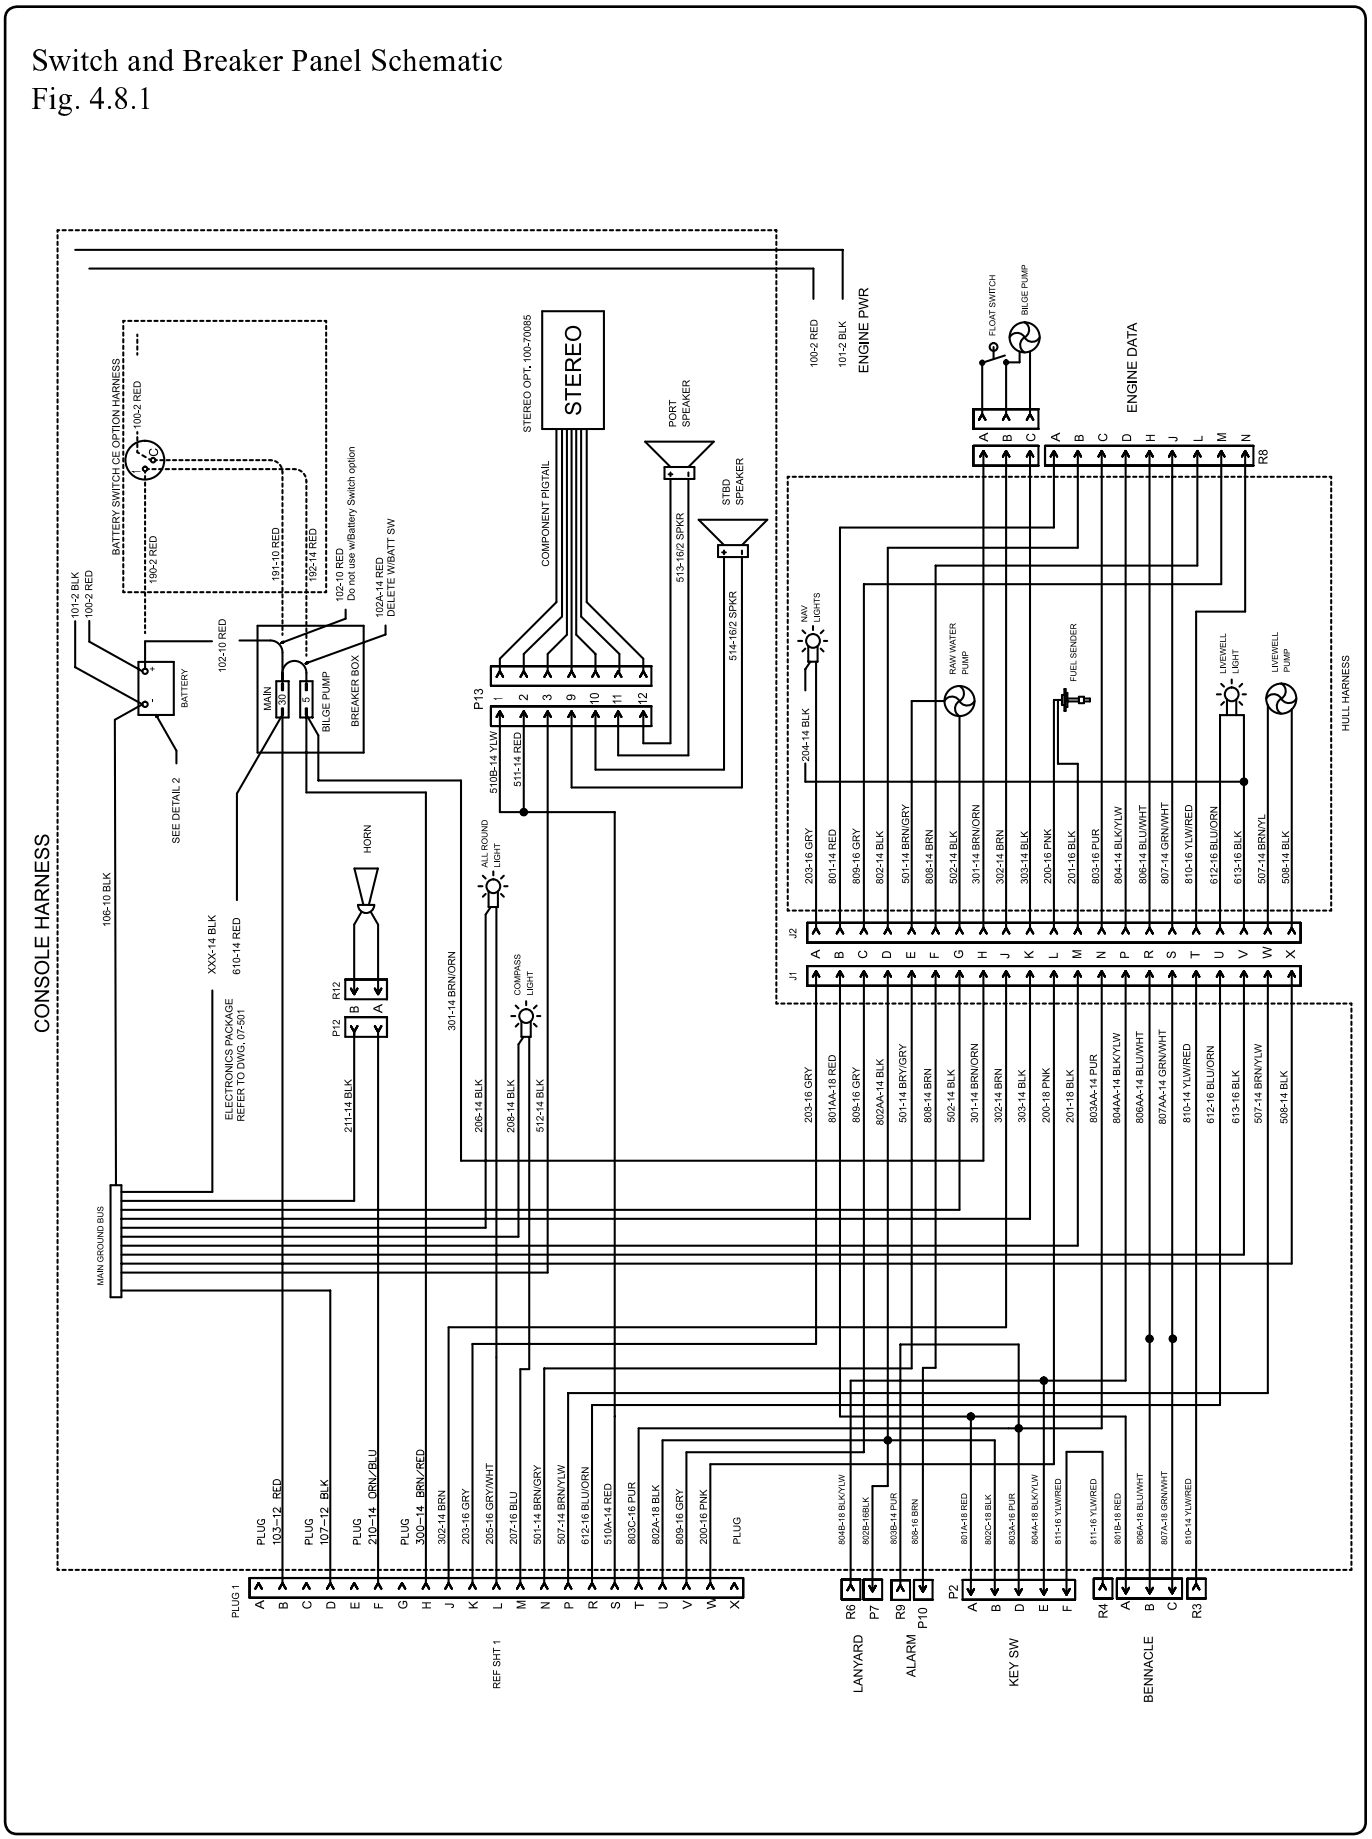 Switch and Breaker Panel Schematic
Fig. 4.8.1
CONSOLE HARNESS
BATTERY SWITCH CE OPTION HARNESS
100-2 RED
C
190-2 RED
191-10 RED
192-14 RED
101-2 BLK
100-2 RED
102-10 RED
Do not use w/Battery Switch option
102A-14 RED
DELETE W/BATT SW
102-10 RED
+
-
BATTERY
SEE DETAIL 2
MAIN
30
5
BILGE PUMP
BREAKER BOX
106-10 BLK
XXX-14 BLK
610-14 RED
ELECTRONICS PACKAGE
REFER TO DWG. 07-501
HORN
R12
B
A
P12
211-14 BLK
301-14 BRN/ORN
STEREO OPT. 100-70085
STEREO
COMPONENT PIGTAIL
P13
1
2
3
9
10
11
12
510B-14 YLW
511-14 RED
PORT
SPEAKER
+
-
STBD
SPEAKER
+
-
513-16/2 SPKR
514-16/2 SPKR
ALL ROUND
LIGHT
COMPASS
LIGHT
206-14 BLK
208-14 BLK
512-14 BLK
MAIN GROUND BUS
100-2 RED
101-2 BLK
ENGINE PWR
FLOAT SWITCH
BILGE PUMP
A
B
C
ENGINE DATA
A
B
C
D
H
J
L
M
N
R8
NAV
LIGHTS
204-14 BLK
RAW WATER
PUMP
FUEL SENDER
LIVEWELL
LIGHT
LIVEWELL
PUMP
HULL HARNESS
203-16 GRY
801-14 RED
809-16 GRY
802-14 BLK
501-14 BRN/GRY
808-14 BRN
502-14 BLK
301-14 BRN/ORN
302-14 BRN
303-14 BLK
200-16 PNK
201-16 BLK
803-16 PUR
804-14 BLK/YLW
806-14 BLU/WHT
807-14 GRN/WHT
810-16 YLW/RED
612-16 BLU/ORN
613-16 BLK
507-14 BRN/YL
508-14 BLK
J2
A
B
C
D
E
F
G
H
J
K
L
M
N
P
R
S
T
U
V
W
X
J1
203-16 GRY
801AA-18 RED
809-16 GRY
802AA-14 BLK
501-14 BRY/GRY
808-14 BRN
502-14 BLK
301-14 BRN/ORN
302-14 BRN
303-14 BLK
200-18 PNK
201-18 BLK
803AA-14 PUR
804AA-14 BLK/YLW
806AA-14 BLU/WHT
807AA-14 GRN/WHT
810-14 YLW/RED
612-16 BLU/ORN
613-16 BLK
507-14 BRN/YLW
508-14 BLK
PLUG
103-12 RED
PLUG
107-12 BLK
PLUG
210-14 ORN/BLU
PLUG
300-14 BRN/RED
302-14 BRN
203-16 GRY
205-16 GRY/WHT
207-16 BLU
501-14 BRN/GRY
507-14 BRN/YLW
612-16 BLU/ORN
510A-14 RED
803C-16 PUR
802A-18 BLK
809-16 GRY
200-16 PNK
PLUG
PLUG 1
A
B
C
D
E
F
G
H
J
K
L
M
N
P
R
S
T
U
V
W
X
REF SHT 1
804B-18 BLK/YLW
802B-16BLK
803B-14 PUR
808-16 BRN
801A-18 RED
802C-18 BLK
803A-16 PUR
804A-18 BLK/YLW
811-16 YLW/RED
811-16 YLW/RED
801B-18 RED
806A-18 BLU/WHT
807A-18 GRN/WHT
810-14 YLW/RED
R6
P7
LANYARD
R9
P10
ALARM
P2
A
B
D
E
F
KEY SW
R4
A
B
C
R3
BENNACLE